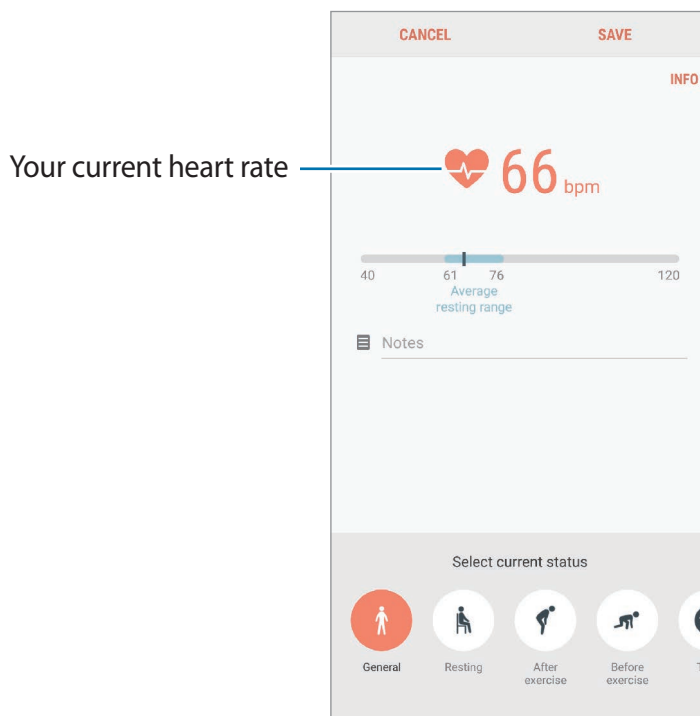 CANCEL SAVE
INFO
Your current heart rate
66 bpm
40 61 76 120
Average
resting range
Notes
Select current status
General Resting After Before
exercise exercise